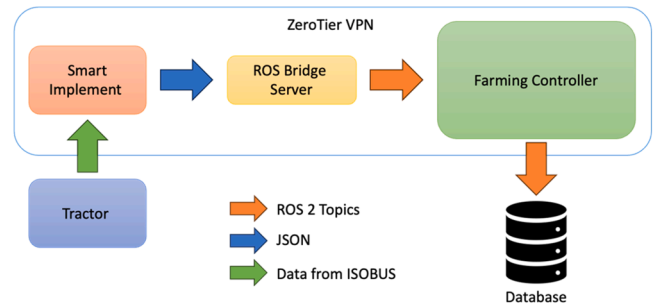 ZeroTier VPN
Smart
Implement
ROS Bridge
Server
Farming Controller
Tractor
ROS 2 Topics
JSON
Data from ISOBUS
Database